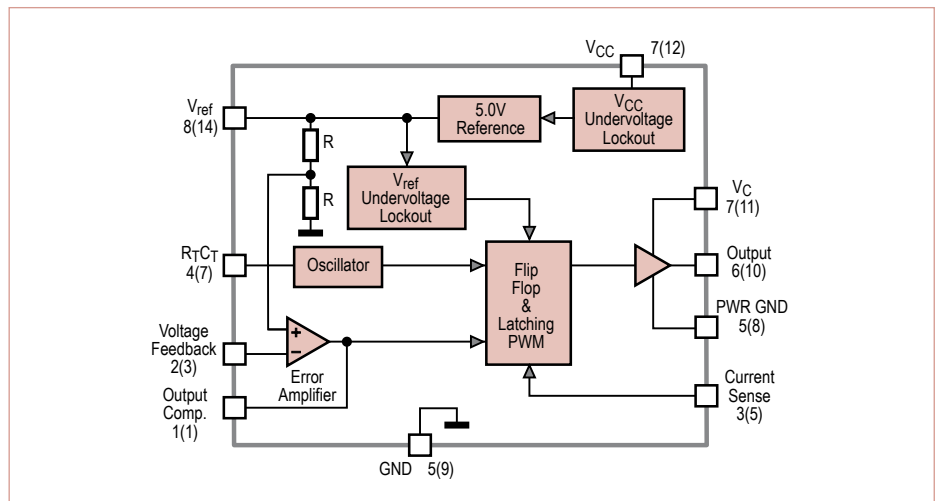 VCC 7(12)
Vref
8(14)
5.0V
Reference
VCC
Undervoltage
Lockout
R
R
Vref
Undervoltage
Lockout
VC
7(11)
RTCT
4(7)
Oscillator
Flip
Flop
&
Latching
PWM
Output
6(10)
PWR GND
5(8)
Voltage
Feedback
2(3)
+
–
Error
Amplifier
Output
Comp.
1(1)
Current
Sense
3(5)
GND 5(9)